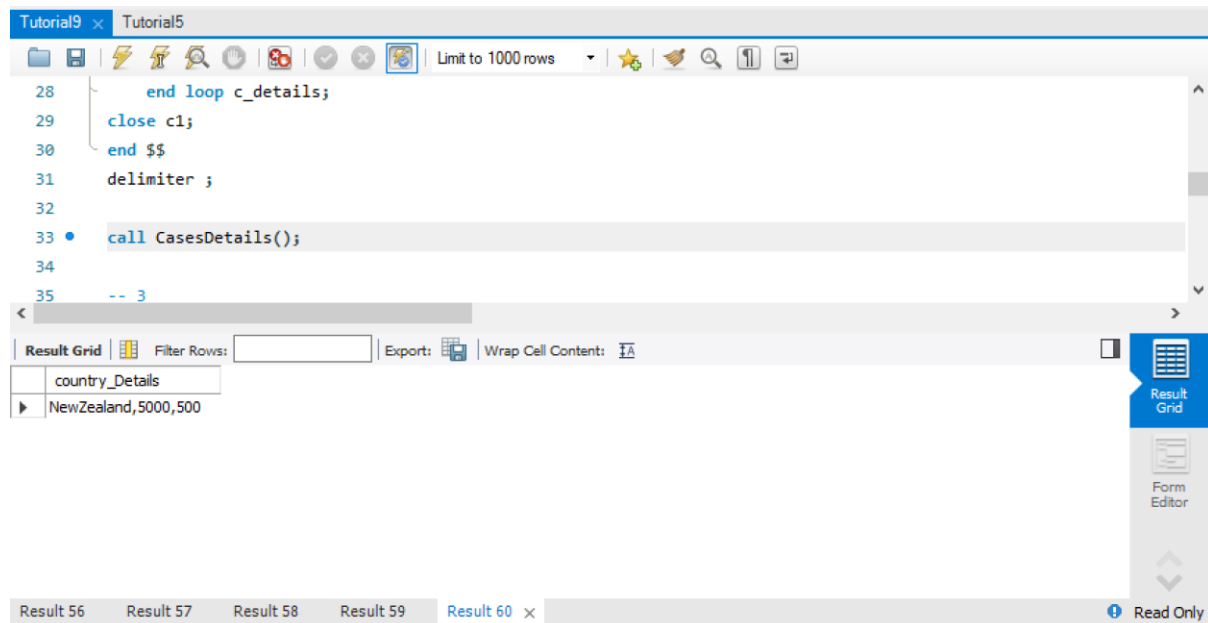 Tutorial9 Tutorial5
Limit to 1000 rows
28 end loop c_details;
29 close c1;
30 end $$
31 delimiter ;
32
33 call CasesDetails();
34
35 -- 3
Result Grid Filter Rows: Export: Wrap Cell Content:
country_Details
NewZealand,5000,500
Result
Grid
Form
Editor
Result 56 Result 57 Result 58 Result 59 Result 60 Read Only